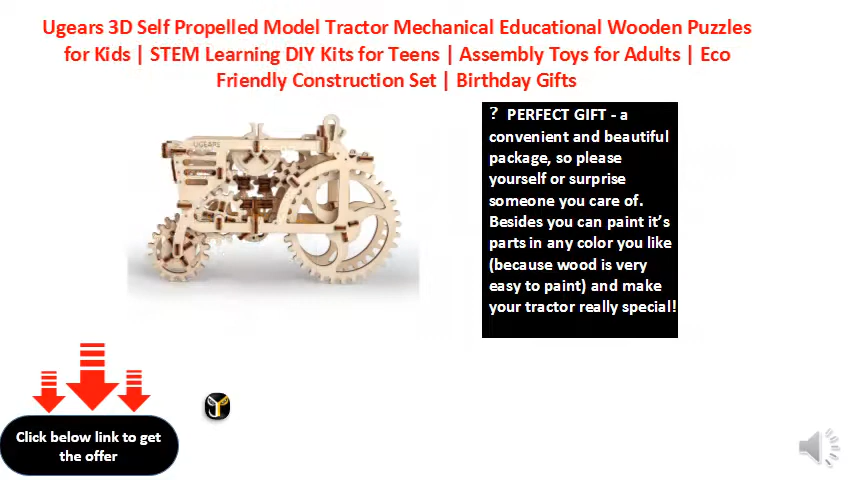 Ugears 3D Self Propelled Model Tractor Mechanical Educational Wooden Puzzles
for Kids | STEM Learning DIY Kits for Teens | Assembly Toys for Adults | Eco
Friendly Construction Set | Birthday Gifts
UGEARS
? PERFECT GIFT - a
convenient and beautiful
package, so please
yourself or surprise
someone you care of.
Besides you can paint it’s
parts in any color you like
(because wood is very
easy to paint) and make
your tractor really special!
Click below link to get
the offer